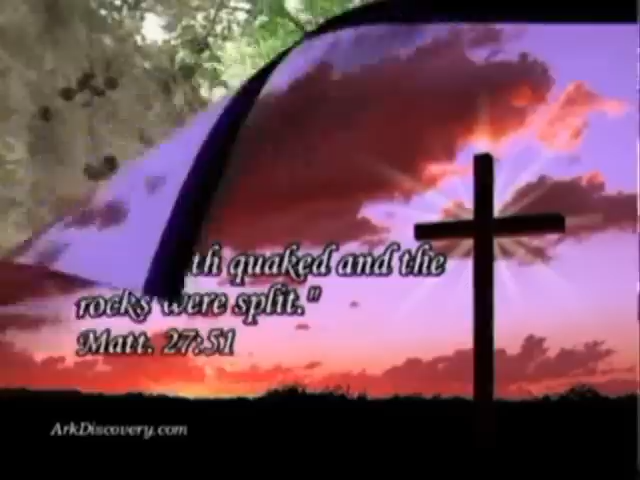 quaked and the
rocks were split."
Matt. 27:51
ArkDiscovery.com